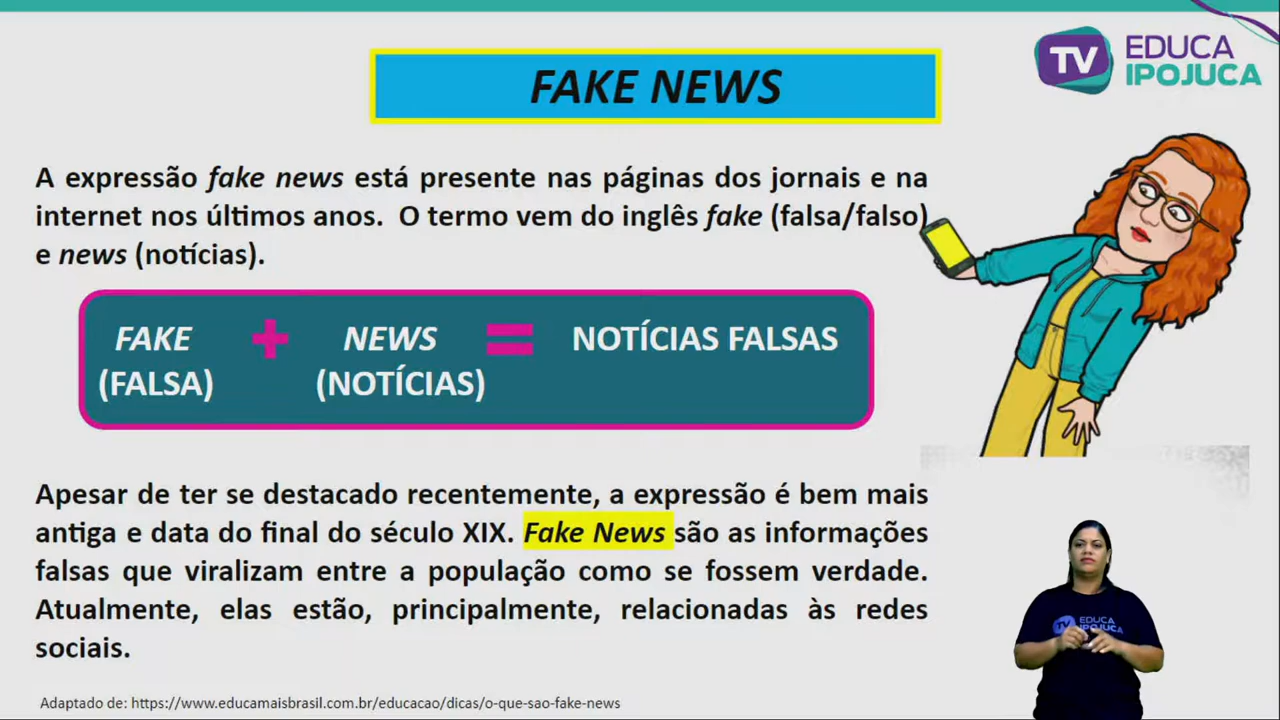 TV EDUCA
IPOJUCA
FAKE NEWS
A expressão fake news está presente nas páginas dos jornais e na
internet nos últimos anos. O termo vem do inglês fake (falsa/falso)
e news (notícias).
FAKE + NEWS = NOTÍCIAS FALSAS
(FALSA) (NOTÍCIAS)
Apesar de ter se destacado recentemente, a expressão é bem mais
antiga e data do final do século XIX. Fake News são as informações
falsas que viralizam entre a população como se fossem verdade.
Atualmente, elas estão, principalmente, relacionadas às redes
sociais.
TV EDUCA
IPOJUCA
Adaptado de: https://www.educamaisbrasil.com.br/educacao/dicas/o-que-sao-fake-news